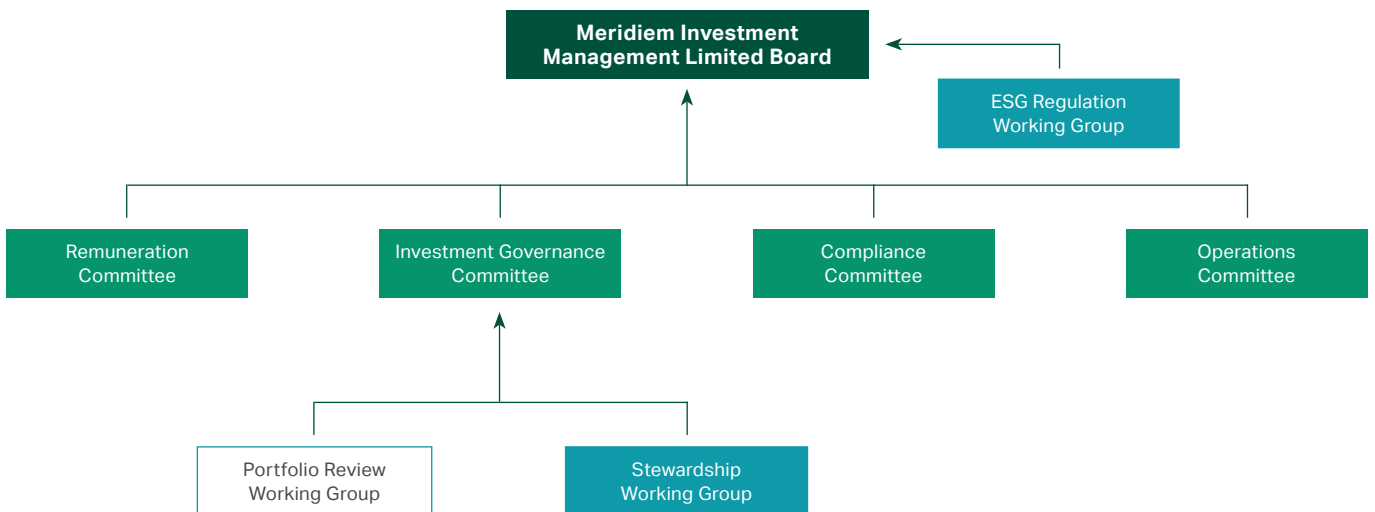 Meridiem Investment
Management Limited Board
ESG Regulation
Working Group
Remuneration
Committee
Investment Governance
Committee
Compliance
Committee
Operations
Committee
Portfolio Review
Working Group
Stewardship
Working Group